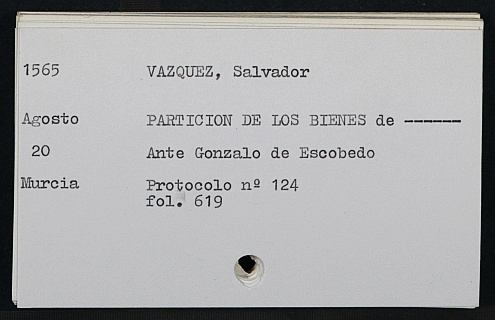 1565 VAZQUEZ, Salvador
Agosto PARTICION DE LOS BIENES de ------
20 Ante Gonzalo de Escobedo
Murcia Protocolo nº 124
fol. 619